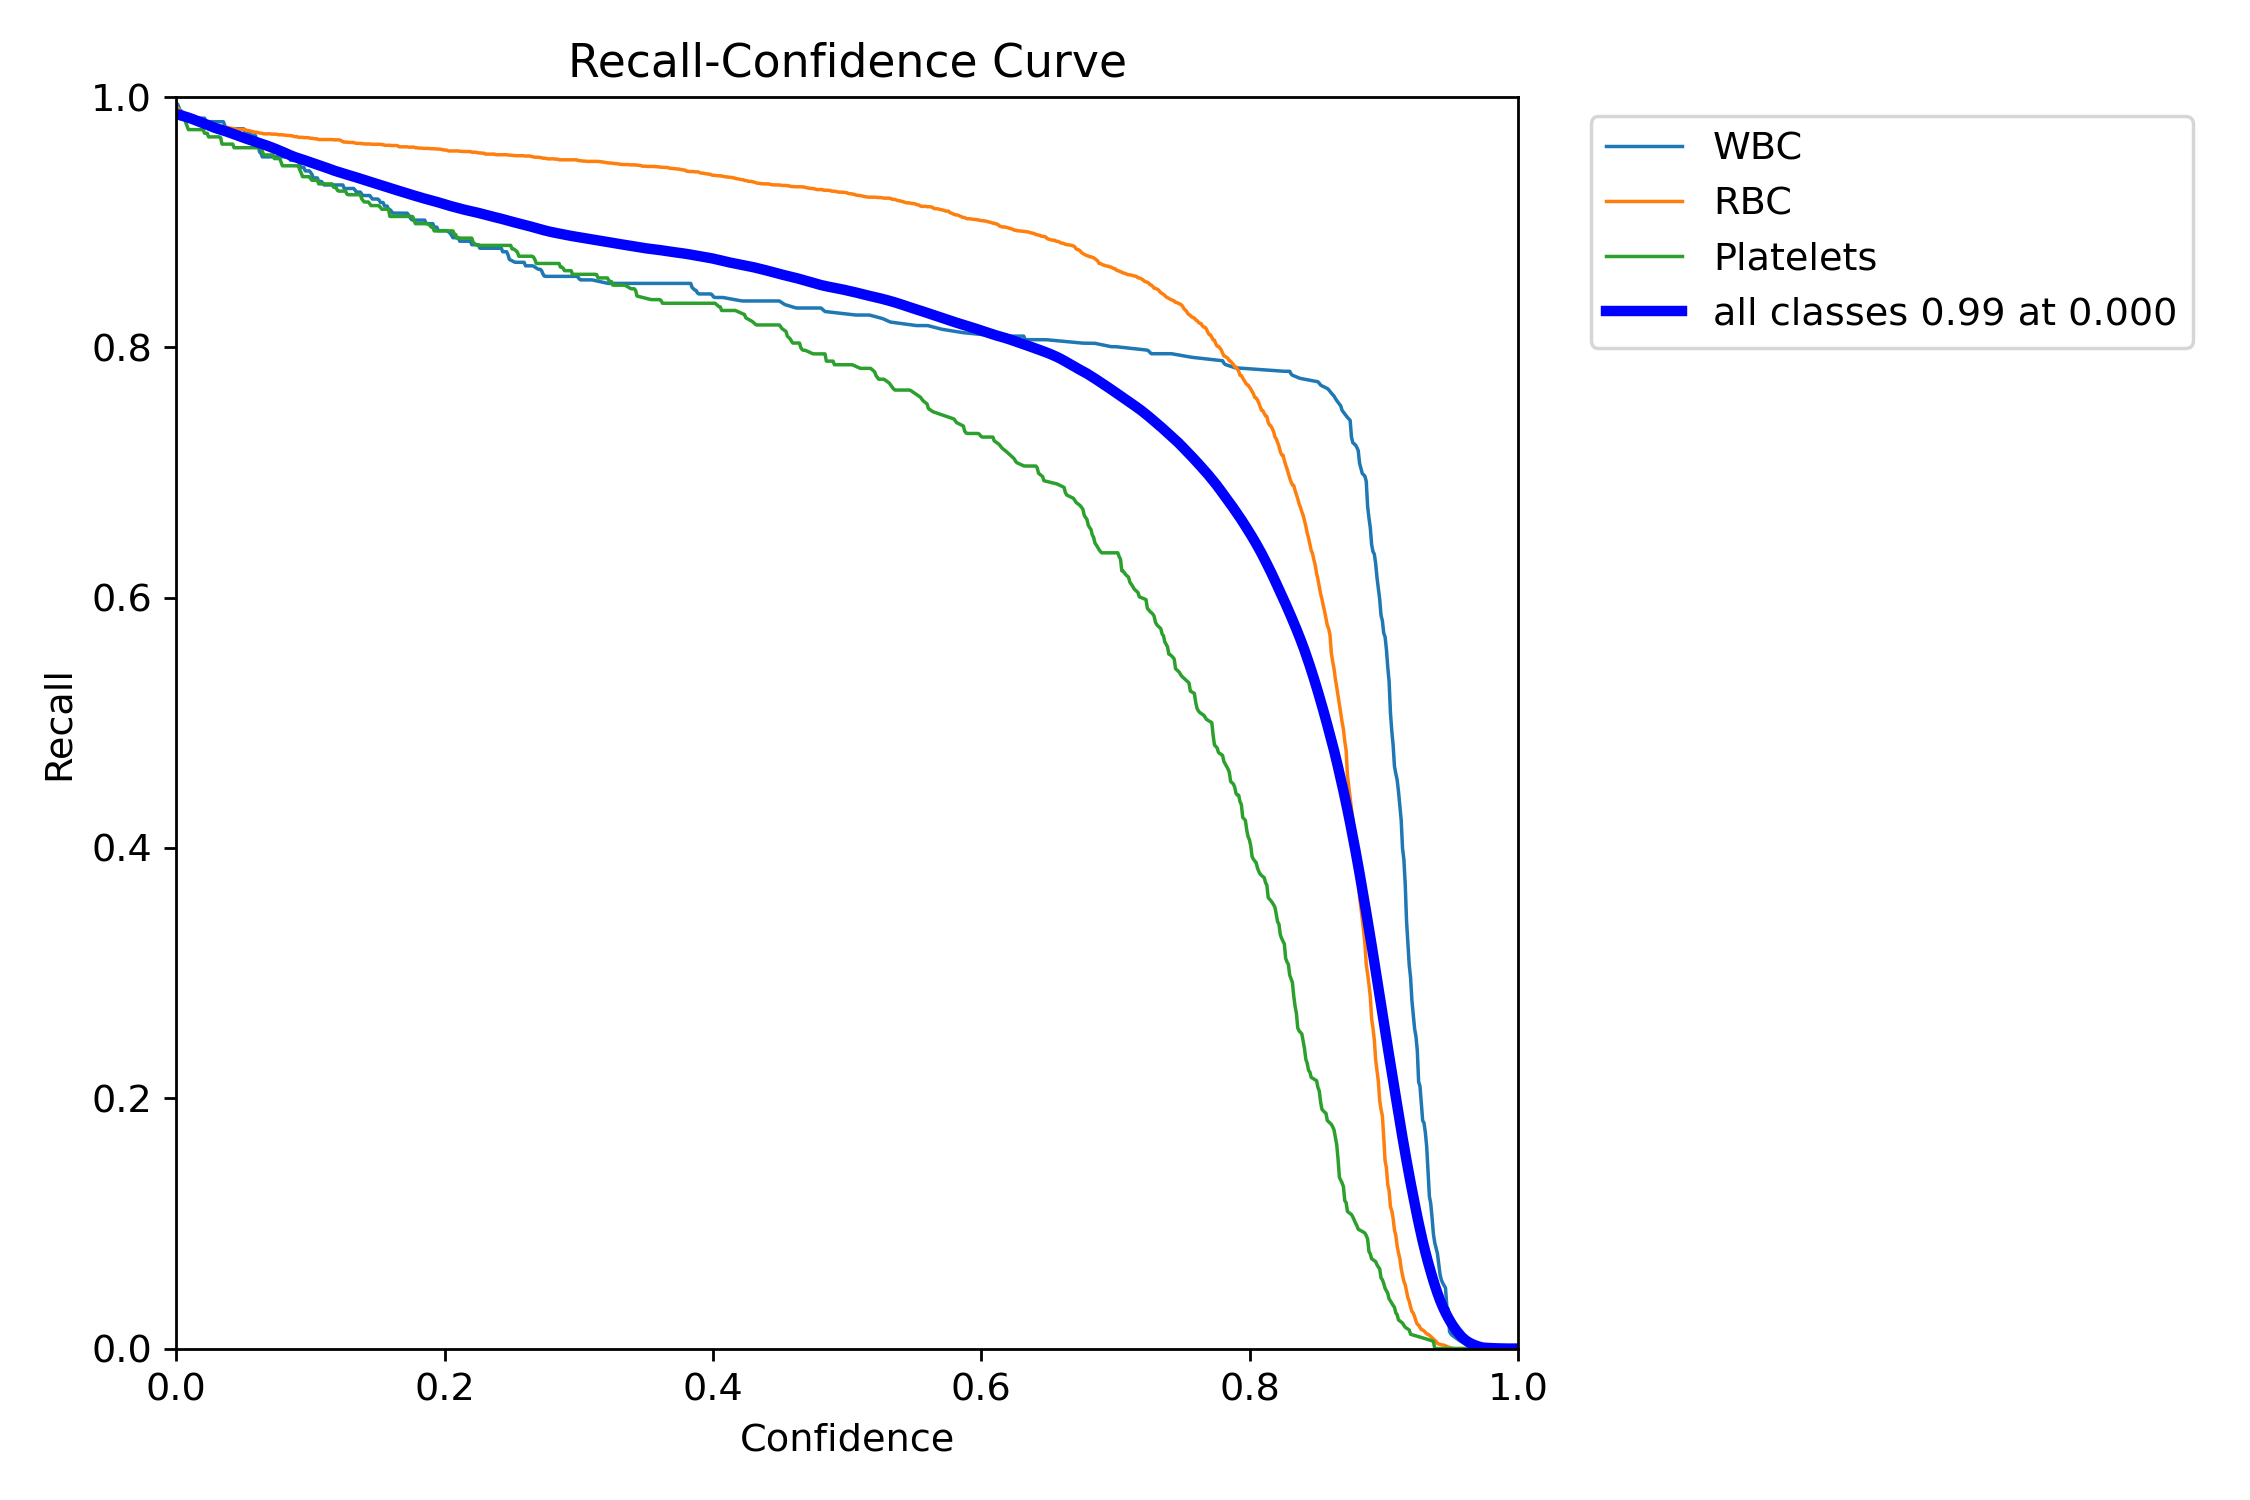 Recall-Confidence Curve
1.0
0.8
0.6
0.4
0.2
0.0
Recall
0.0 0.2 0.4 0.6 0.8 1.0
Confidence
WBC
RBC
Platelets
all classes 0.99 at 0.000